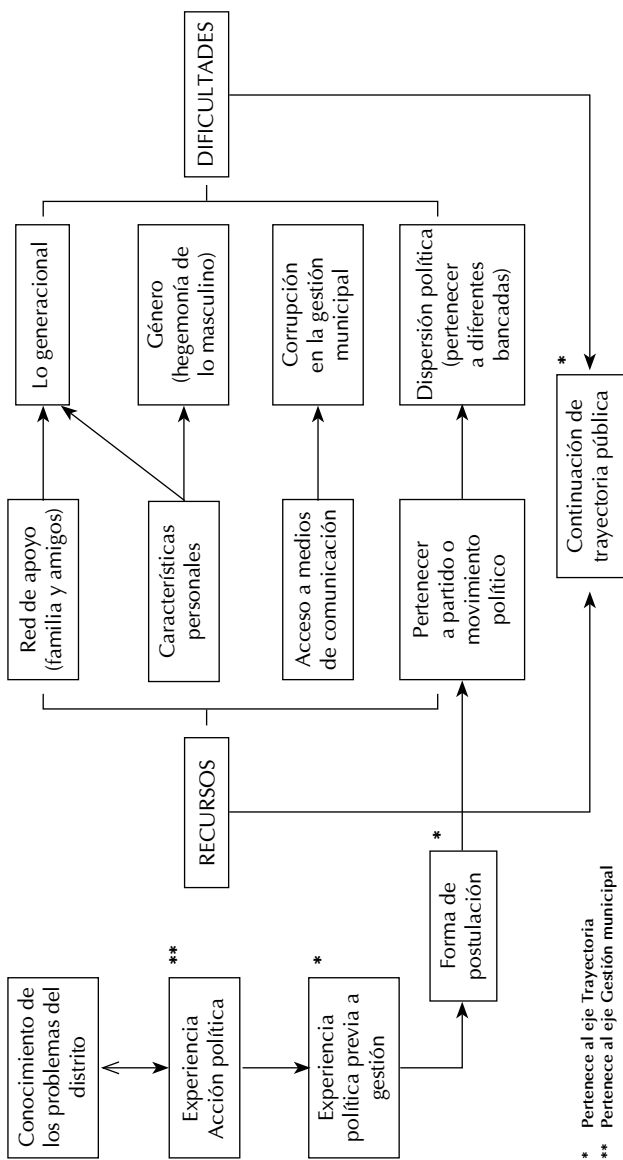 Conocimiento de
los problemas del
distrito
**
Experiencia
Acción política
*
Experiencia
política previa a
gestión
*
Forma de
postulación
RECURSOS
Red de apoyo
(familia y amigos)
Características
personales
Acceso a medios
de comunicación
Pertenecer
a partido o
movimiento
político
Lo generacional
Género
(hegemonía de
lo masculino)
Corrupción
en la gestión
municipal
Dispersión política
(pertenecer
a diferentes
bancadas)
DIFICULTADES
*
Continuación de
trayectoria pública
* Pertenece al eje Trayectoria
** Pertenece al eje Gestión municipal